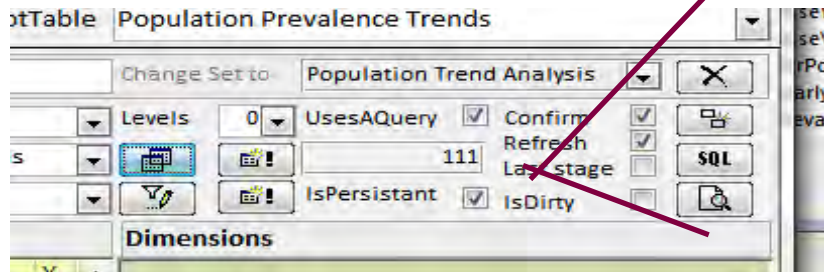 otTable Population Prevalence Trends
Change Set to Population Trend Analysis
Levels 0 UsesAQuery Confirm
Refresh
s 111 Last stage SQL
IsPersistant IsDirty
Dimensions